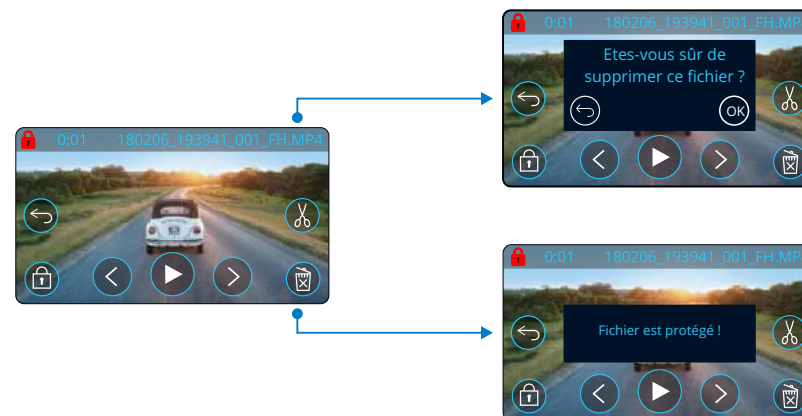 0:01 180206_193941_001_FH.MP4
0:01 180206_193941_001_FH.MP
Etes-vous sûr de
supprimer ce fichier ?
OK
0:01 180206_193941_001_FH.MP
Fichier est protégé !